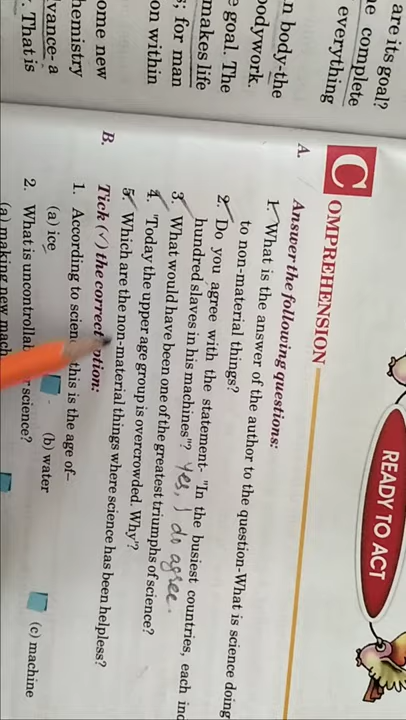 are its goal?
he complete
everything
n body-the
bodywork.
e goal. The
makes life
s; for man
on within
ome new
hemistry
vance- a
. That is
READY TO ACT
COMPREHENSION
A. Answer the following questions:
1. What is the answer of the author to the question-What is science doing
to non-material things?
2. Do you agree with the statement- "In the busiest countries, each
hundred slaves in his machines"? Yes, I do agree.
3. What would have been one of the greatest triumphs of science?
4. 'Today the upper age group is overcrowded. Why'?
5. Which are the non-material things where science has been helpless?
B. Tick (✓) the correct option:
1. According to this is the age of–
(a) ice (b) water (c) machine
2. What is science?
(a) making new